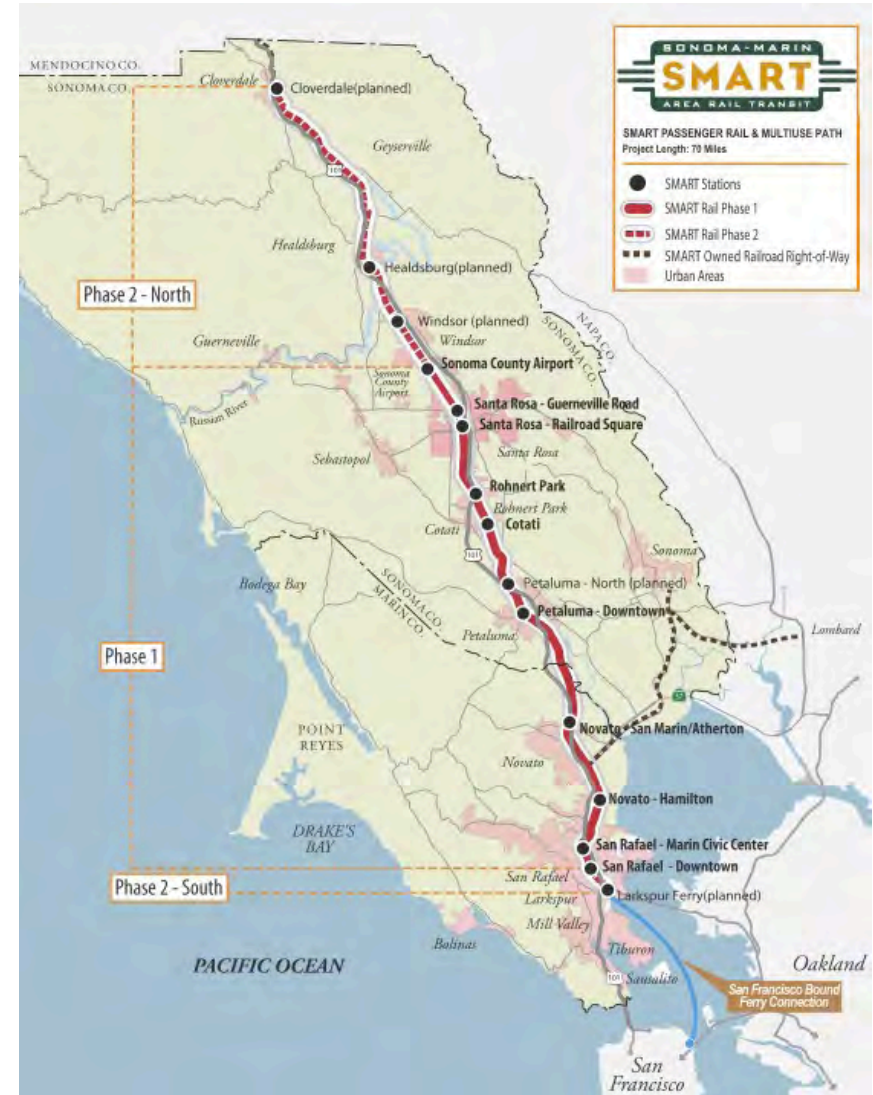 SONOMA-MARIN
SMART
AREA RAIL TRANSIT
SMART PASSENGER RAIL & MULTIUSE PATH
Project Length: 70 Miles
SMART Stations
SMART Rail Phase 1
SMART Rail Phase 2
SMART Owned Railroad Right-of-Way
Urban Areas
MENDOCINO CO.
SONOMA CO.
Cloverdale
Cloverdale(planned)
Geyserville
101
Healdsburg
Healdsburg(planned)
Phase 2 - North
Windsor (planned)
Windsor
NAPA CO.
SONOMA CO.
Guerneville
Sonoma County Airport
Sonoma
County
Airport
Russian River
Santa Rosa - Guerneville Road
Santa Rosa - Railroad Square
Santa Rosa
Sebastopol
Rohnert Park
Rohnert Park
Cotati
Cotati
101
Sonoma
SONOMA CO.
MARIN CO.
Bodega Bay
Petaluma - North (planned)
Petaluma - Downtown
Petaluma
Lombard
Phase 1
POINT
REYES
Novato - San Marin/Atherton
Novato
Novato - Hamilton
DRAKE'S
BAY
San Rafael - Marin Civic Center
San Rafael - Downtown
San Rafael
Phase 2 - South
Larkspur Ferry(planned)
Larkspur
Mill Valley
Bolinas
Tiburon
PACIFIC OCEAN
Oakland
101
Sausalito
San Francisco Bound
Ferry Connection
San
Francisco